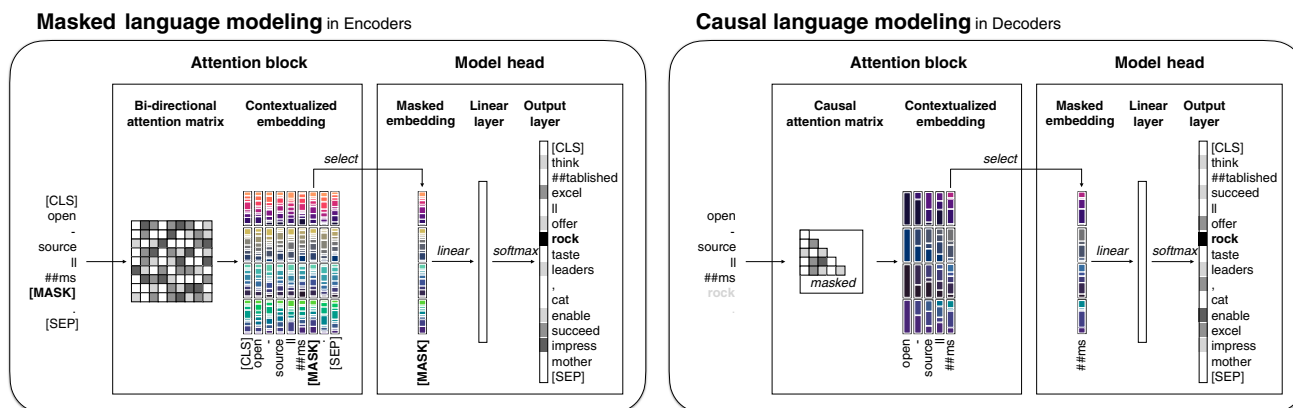 Masked language modeling in Encoders
Attention block
Model head
Bi-directional
attention matrix
Contextualized
embedding
Masked
embedding
Linear
layer
Output
layer
select
[CLS]
open
-
source
ll
##ms
[MASK]
.
[SEP]
linear
softmax
[CLS]
think
##tablished
excel
ll
offer
rock
taste
leaders
,
cat
enable
succeed
impress
mother
[SEP]
[CLS]
open
-
source
ll
##ms
[MASK]
.
[SEP]
[MASK]
Causal language modeling in Decoders
Attention block
Model head
Causal
attention matrix
Contextualized
embedding
Masked
embedding
Linear
layer
Output
layer
select
open
-
source
ll
##ms
rock
.
masked
linear
softmax
[CLS]
think
##tablished
succeed
ll
offer
rock
taste
leaders
,
cat
enable
excel
impress
mother
[SEP]
open
-
source
ll
##ms
##ms